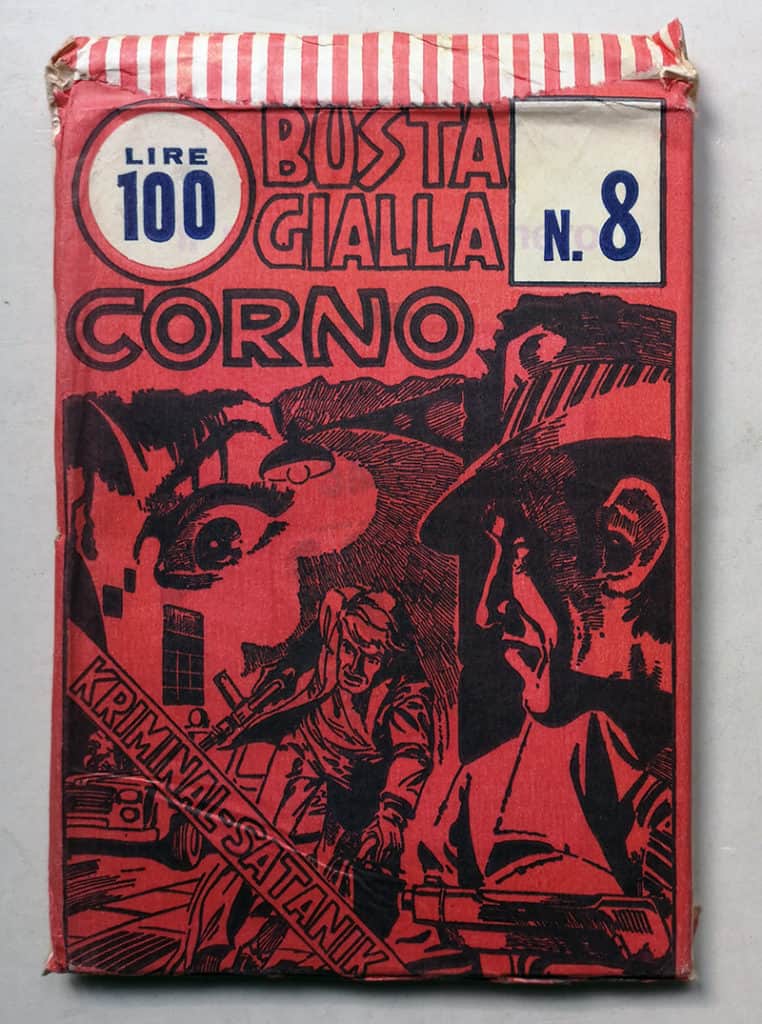 LIRE
100
BUSTA
GIALLA
N. 8
CORNO
KRIMINAL-SATANIK